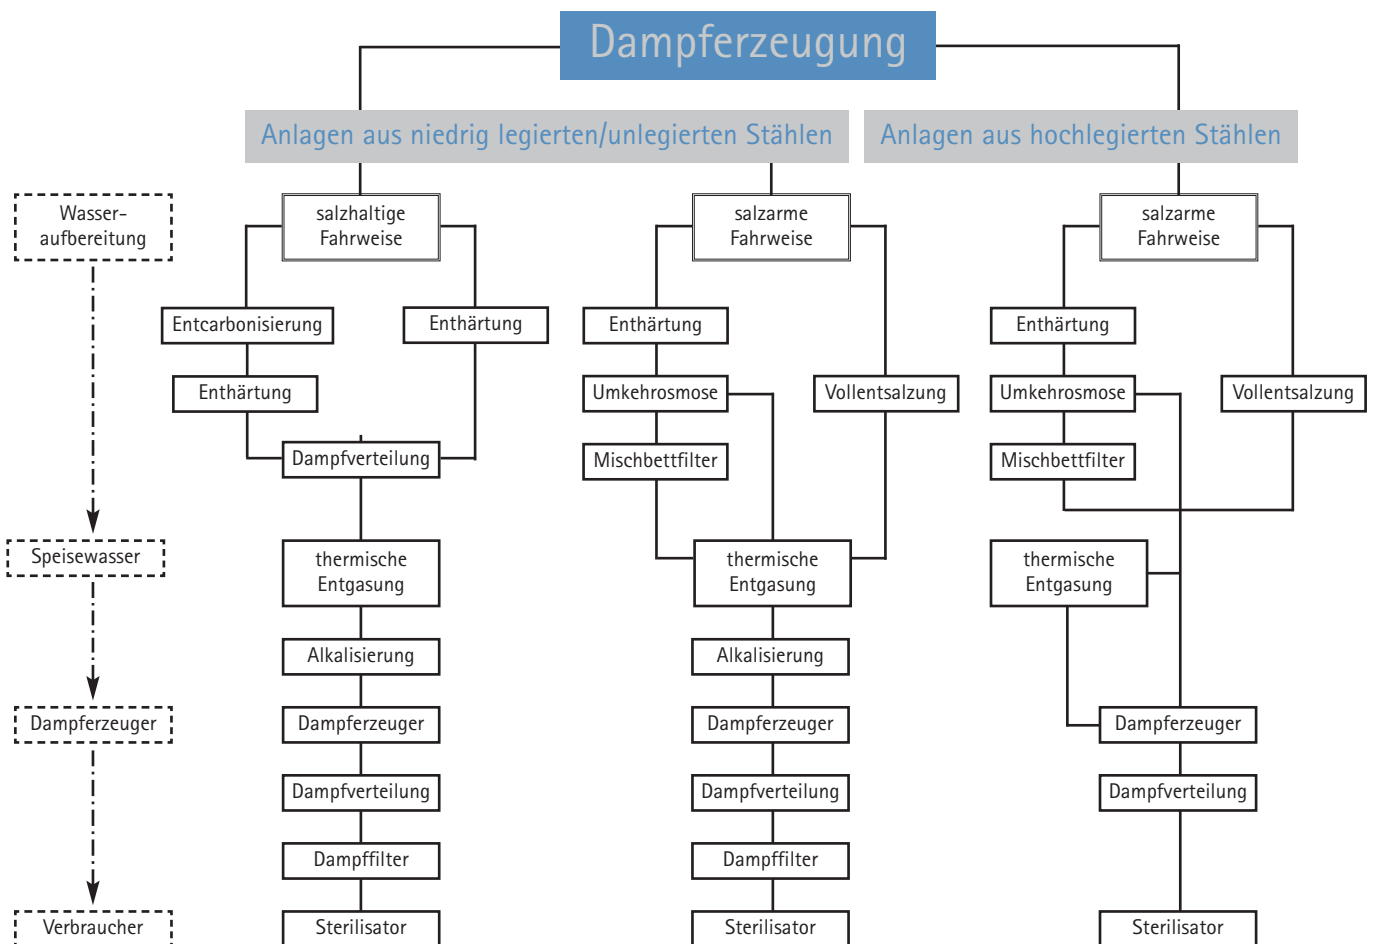 Dampferzeugung
Anlagen aus niedrig legierten/unlegierten Stählen
Anlagen aus hochlegierten Stählen
Wasser-
aufbereitung
salzhaltige
Fahrweise
salzarme
Fahrweise
salzarme
Fahrweise
Entcarbonisierung
Enthärtung
Enthärtung
Enthärtung
Enthärtung
Umkehrosmose
Vollentsalzung
Umkehrosmose
Vollentsalzung
Dampfverteilung
Mischbettfilter
Mischbettfilter
Speisewasser
thermische
Entgasung
thermische
Entgasung
thermische
Entgasung
Alkalisierung
Alkalisierung
Dampferzeuger
Dampferzeuger
Dampferzeuger
Dampferzeuger
Dampfverteilung
Dampfverteilung
Dampfverteilung
Dampffilter
Dampffilter
Verbraucher
Sterilisator
Sterilisator
Sterilisator